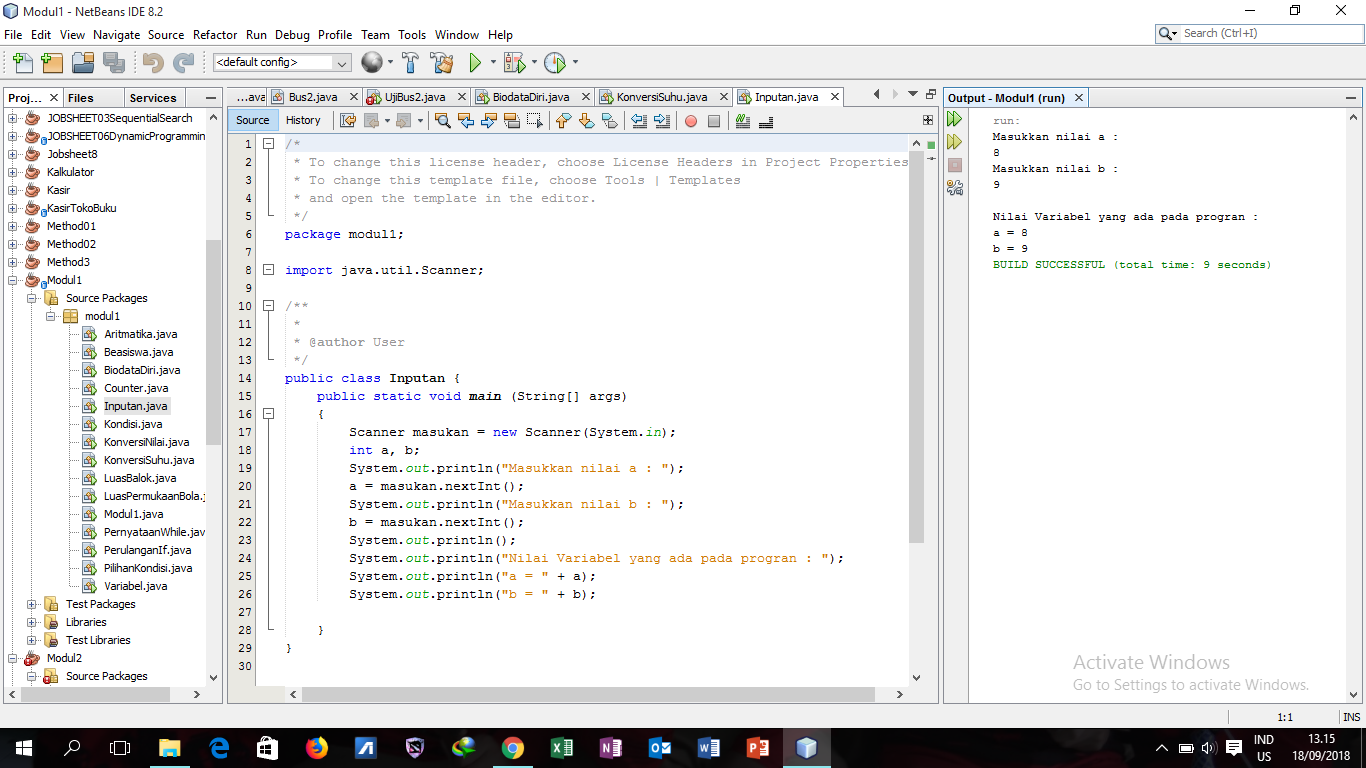 Modul1 - NetBeans IDE 8.2
File Edit View Navigate Source Refactor Run Debug Profile Team Tools Window Help
Search (Ctrl+I)
<default config>
Proj... Files Services
JOBSHEET03SequentialSearch
JOBSHEET06DynamicProgrammin
Jobsheet8
Kalkulator
Kasir
KasirTokoBuku
Method01
Method02
Method3
Modul1
Source Packages
modul1
Aritmatika.java
Beasiswa.java
BiodataDiri.java
Counter.java
Inputan.java
Kondisi.java
KonversiNilai.java
KonversiSuhu.java
LuasBalok.java
LuasPermukaanBola.j
Modul1.java
PernyataanWhile.jav
PerulanganIf.java
PilihanKondisi.java
Variabel.java
Test Packages
Libraries
Test Libraries
Modul2
Source Packages
...ava Bus2.java UjiBus2.java BiodataDiri.java KonversiSuhu.java Inputan.java
Source History
1 /*
2 * To change this license header, choose License Headers in Project Properties
3 * To change this template file, choose Tools | Templates
4 * and open the template in the editor.
5 */
6 package modul1;
7
8 import java.util.Scanner;
9
10 /**
11 *
12 * @author User
13 */
14 public class Inputan {
15 public static void main (String[] args)
16 {
17 Scanner masukan = new Scanner(System.in);
18 int a, b;
19 System.out.println("Masukkan nilai a : ");
20 a = masukan.nextInt();
21 System.out.println("Masukkan nilai b : ");
22 b = masukan.nextInt();
23 System.out.println();
24 System.out.println("Nilai Variabel yang ada pada progran : ");
25 System.out.println("a = " + a);
26 System.out.println("b = " + b);
27
28 }
29 }
30
Output - Modul1 (run)
run:
Masukkan nilai a :
8
Masukkan nilai b :
9
Nilai Variabel yang ada pada progran :
a = 8
b = 9
BUILD SUCCESSFUL (total time: 9 seconds)
Activate Windows
Go to Settings to activate Windows.
1:1 INS
IND
US
13.15
18/09/2018